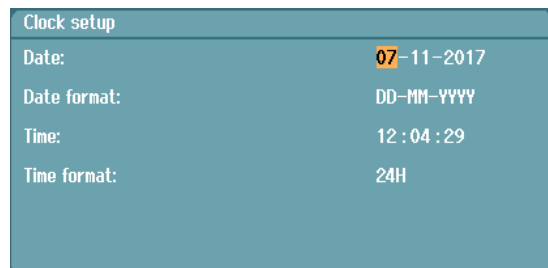 Clock setup
Date: 07-11-2017
Date format: DD-MM-YYYY
Time: 12:04:29
Time format: 24H